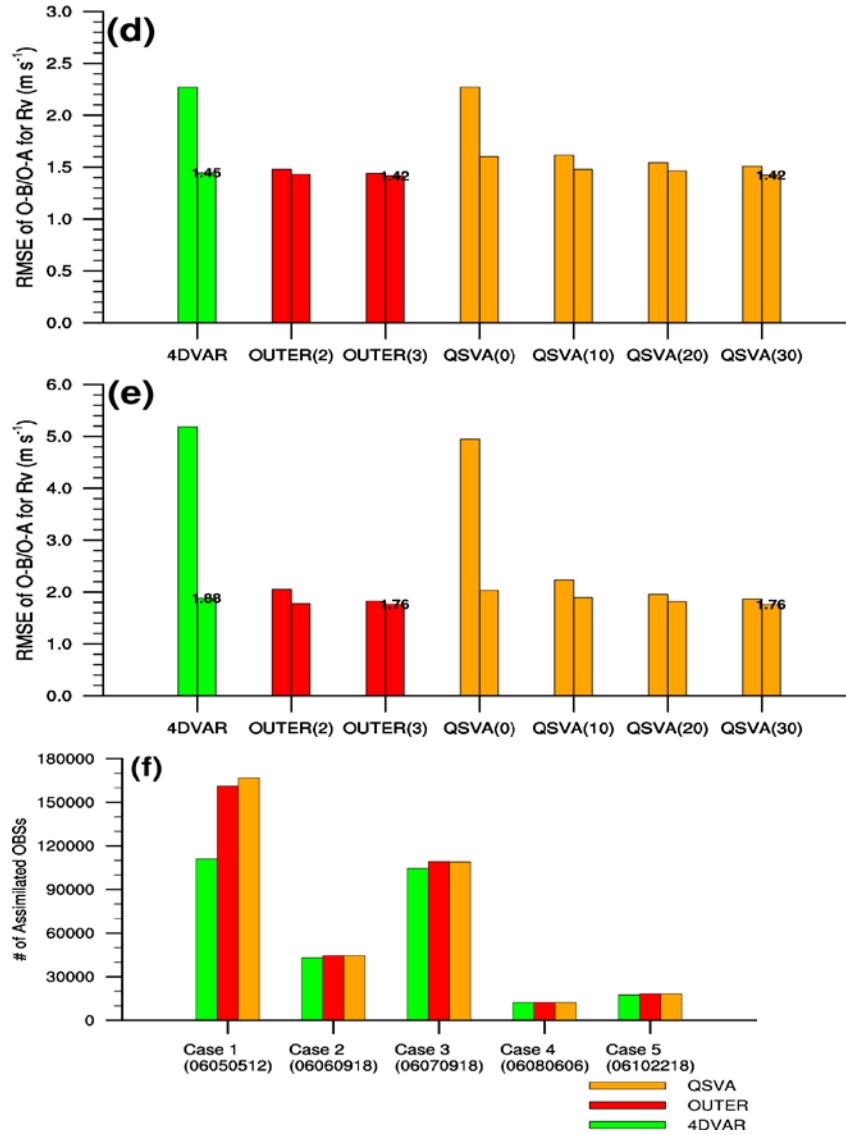 (d)
RMSE of O-B/O-A for Rv (m s⁻¹)
3.0
2.5
2.0
1.5
1.0
0.5
0.0
1.45
1.42
1.42
4DVAR OUTER(2) OUTER(3) QSVA(0) QSVA(10) QSVA(20) QSVA(30)
(e)
RMSE of O-B/O-A for Rv (m s⁻¹)
6.0
5.0
4.0
3.0
2.0
1.0
0.0
1.88
1.76
1.76
4DVAR OUTER(2) OUTER(3) QSVA(0) QSVA(10) QSVA(20) QSVA(30)
(f)
# of Assimilated OBSs
180000
150000
120000
90000
60000
30000
0
Case 1 Case 2 Case 3 Case 4 Case 5
(06050512) (06060918) (06070918) (06080606) (06102218)
QSVA
OUTER
4DVAR